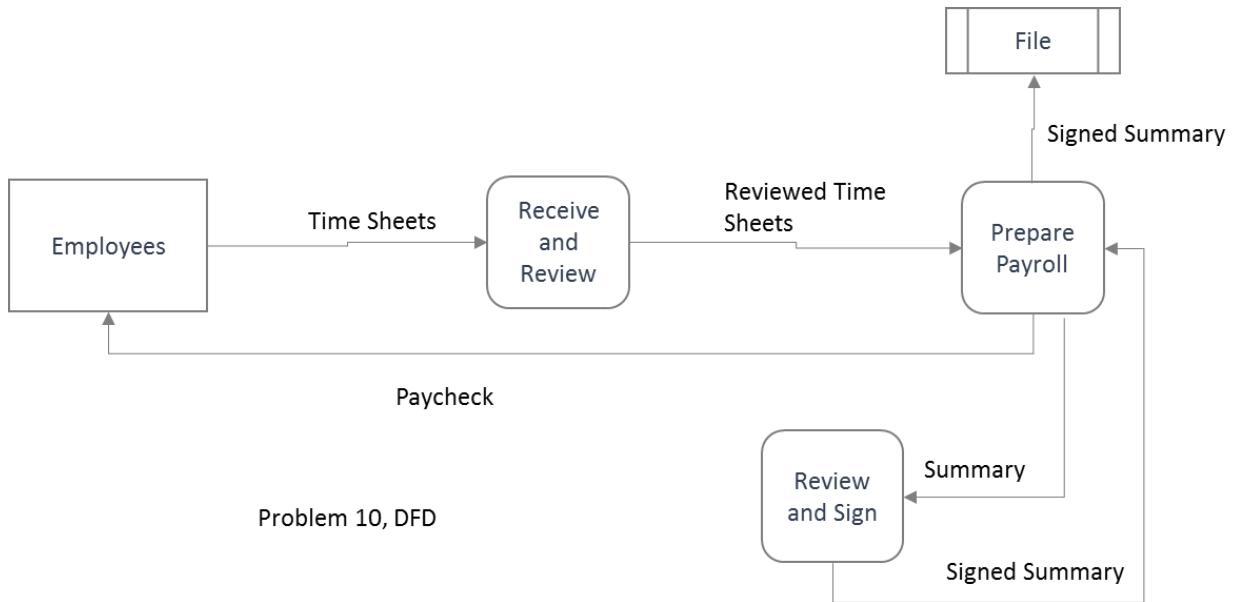 File
Signed Summary
Employees
Time Sheets
Receive
and
Review
Reviewed Time
Sheets
Prepare
Payroll
Paycheck
Summary
Review
and Sign
Problem 10, DFD
Signed Summary